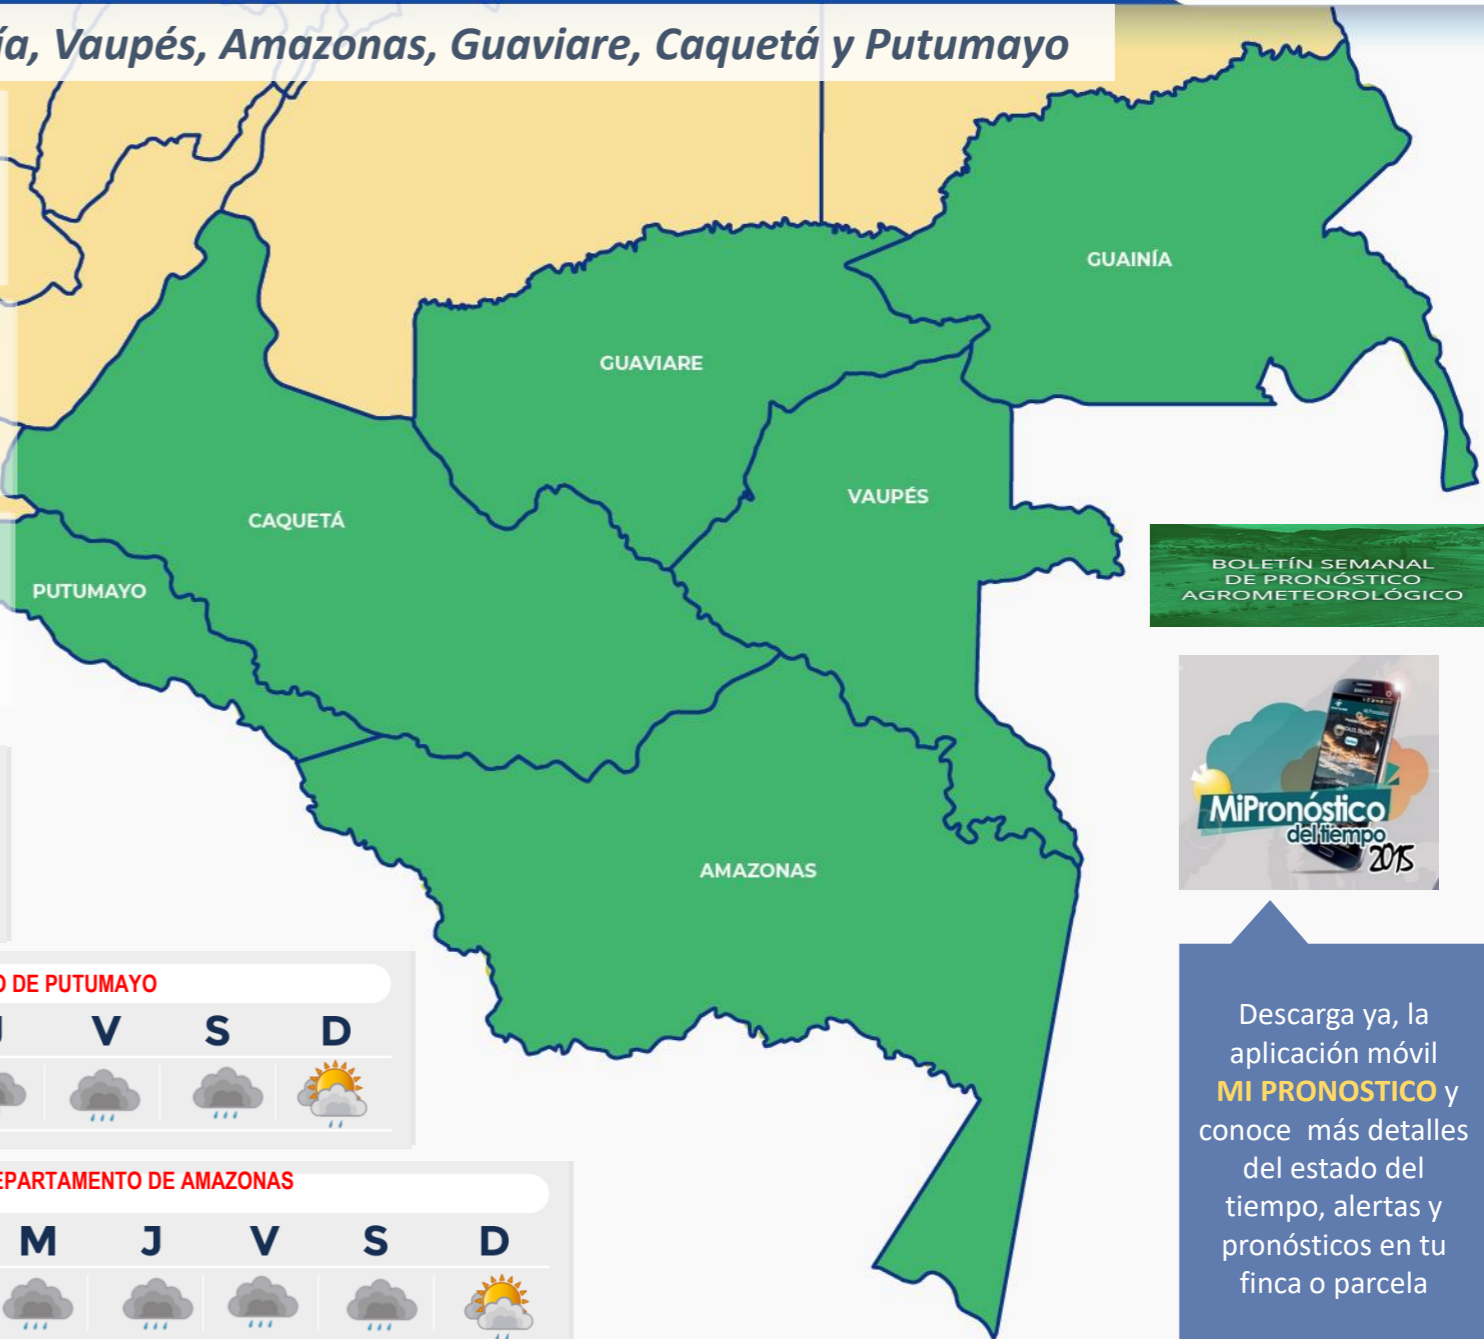 ía, Vaupés, Amazonas, Guaviare, Caquetá y Putumayo
GUAINÍA
GUAVIARE
VAUPÉS
CAQUETÁ
PUTUMAYO
AMAZONAS
BOLETÍN SEMANAL
DE PRONÓSTICO
AGROMETEOROLÓGICO
MiPronóstico
del tiempo
2015
Descarga ya, la
aplicación móvil
MI PRONOSTICO y
conoce más detalles
del estado del
tiempo, alertas y
pronósticos en tu
finca o parcela
O DE PUTUMAYO
J V S D
EPARTAMENTO DE AMAZONAS
M J V S D